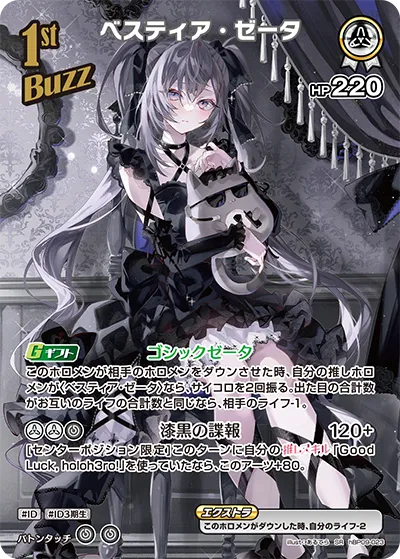 1st
Buzz
ベスティア・ゼータ
HP 220
Gギフト ゴシックゼータ
このホロメンが相手のホロメンをダウンさせた時、自分の推しホロ
メンが〈ベスティア・ゼータ〉なら、サイコロを2回振る。出た目の合計数
がお互いのライフの合計数と同じなら、相手のライフ-1。
漆黒の諜報 120+
[センターポジション限定]このターンに自分の推しスキル「Good
Luck, holoh3ro!」を使っていたなら、このアーツ+80。
#ID #ID3期生
エクストラ
バトンタッチ
このホロメンがダウンした時、自分のライフ-2
SR hBP06-023